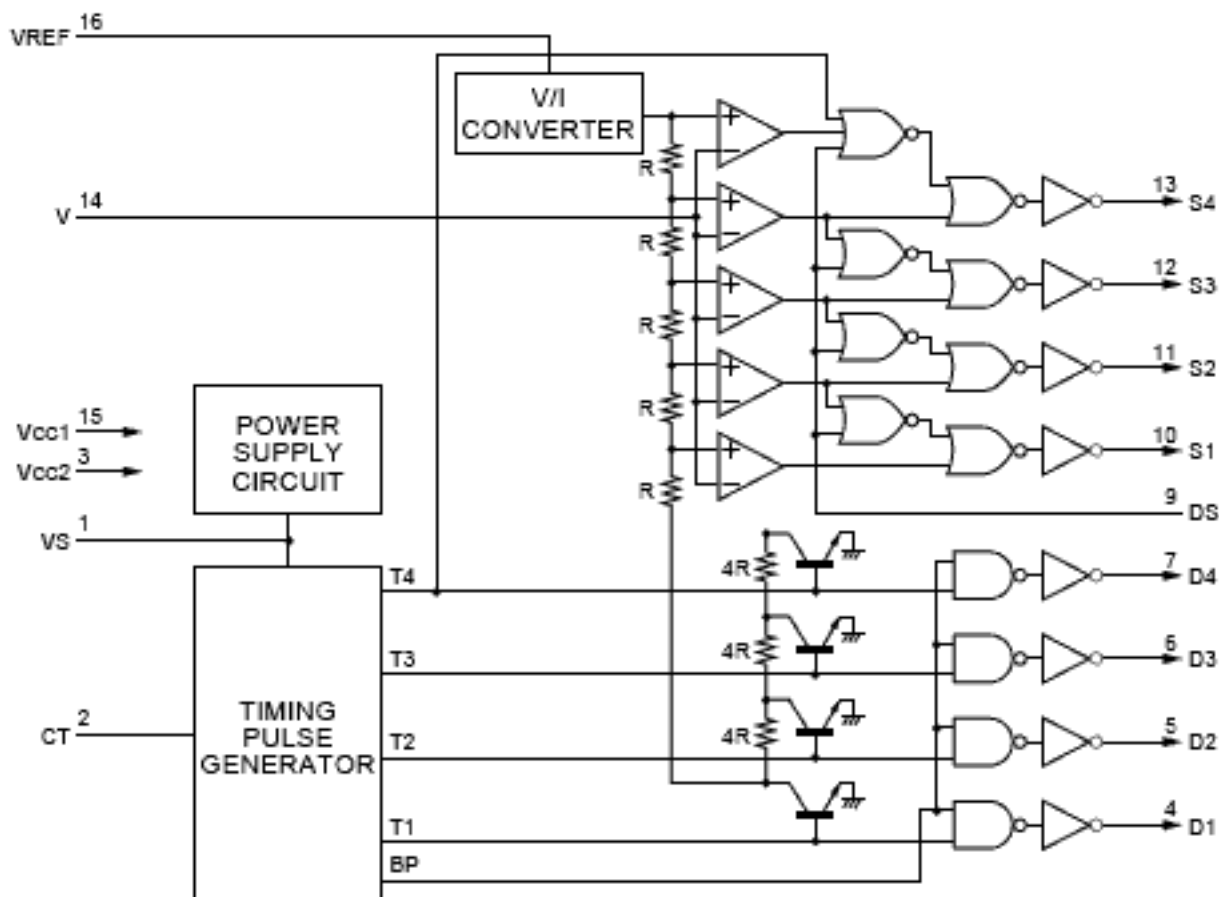 16
VREF
V/I
CONVERTER
+
−
R
13
S4
14
V
+
−
R
12
S3
+
−
R
11
S2
+
−
R
10
S1
+
−
R
9
DS
POWER
SUPPLY
CIRCUIT
15
Vcc1
3
Vcc2
1
VS
T4
4R
7
D4
T3
4R
6
D3
TIMING
PULSE
GENERATOR
2
CT
T2
4R
5
D2
T1
4
D1
BP